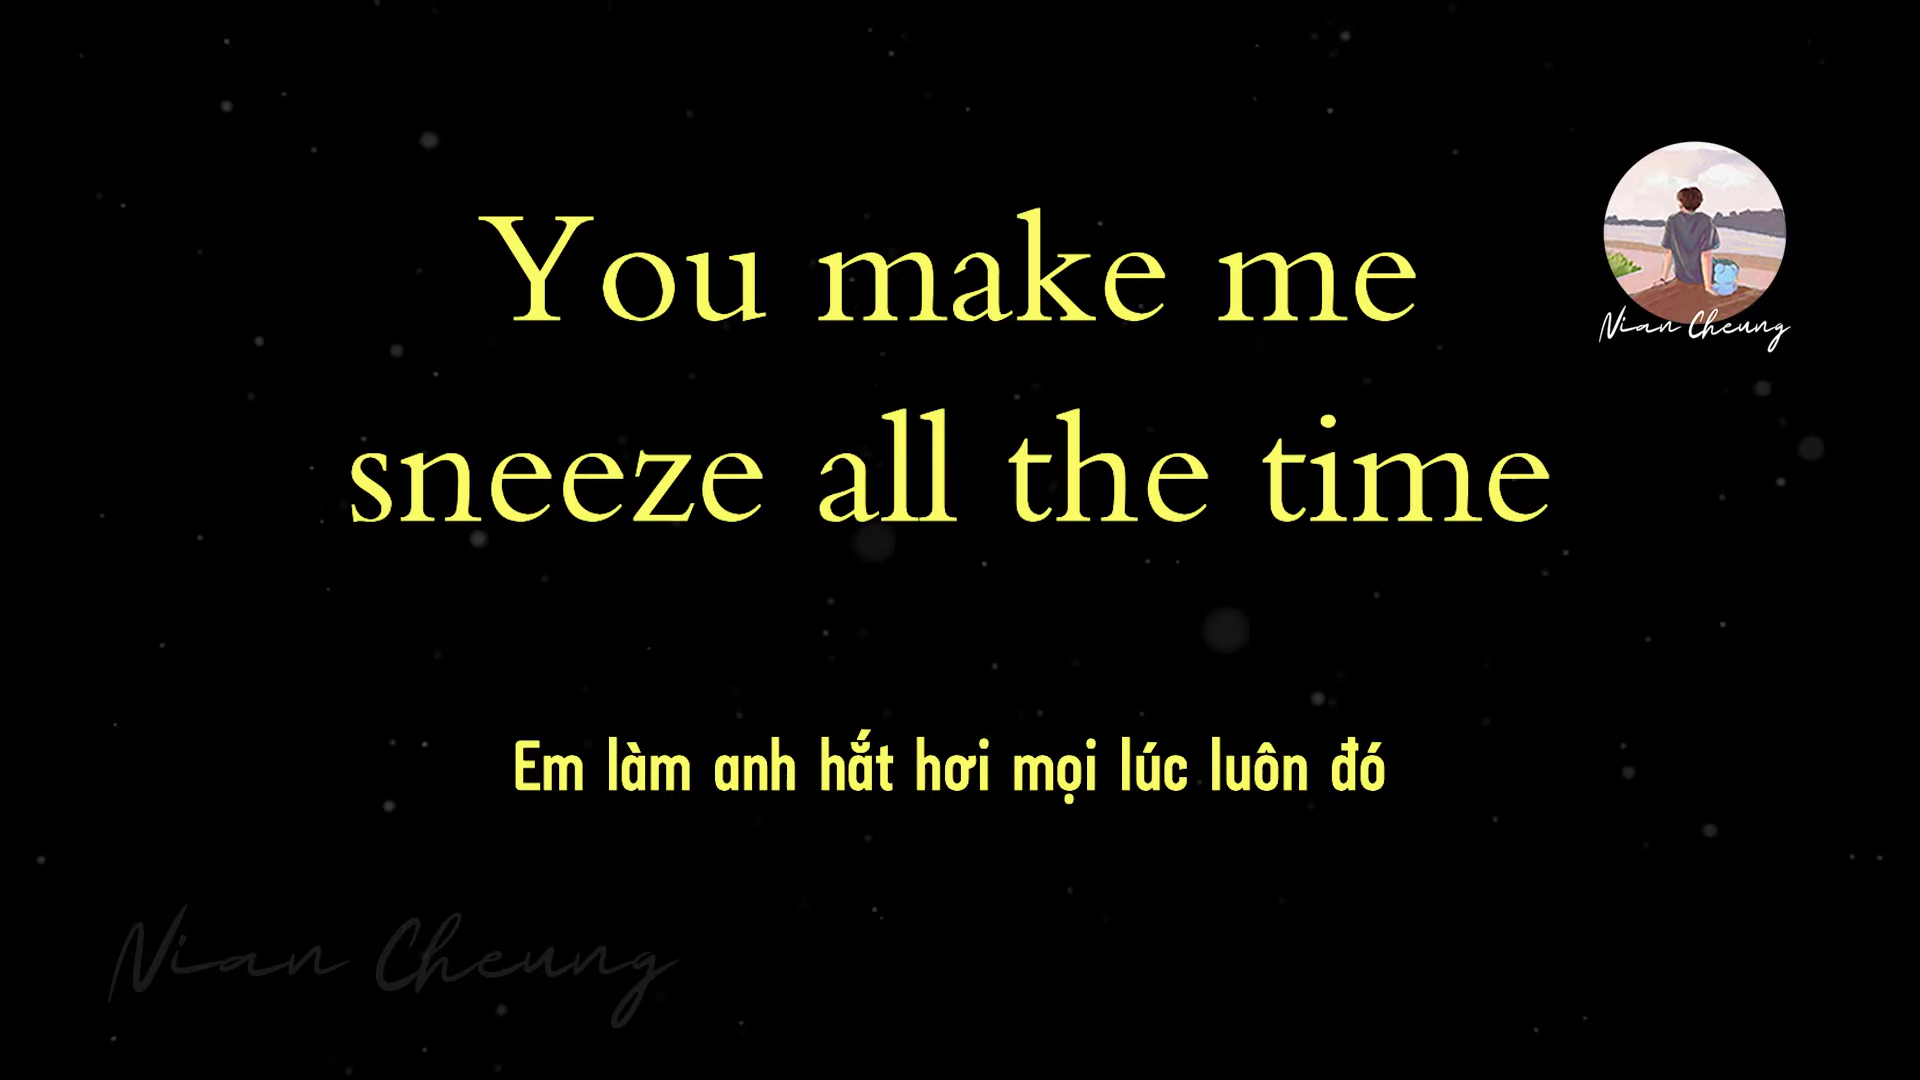 You make me
Nian Cheung
sneeze all the time
Em làm anh hắt hơi mọi lúc luôn đó
Nian Cheung